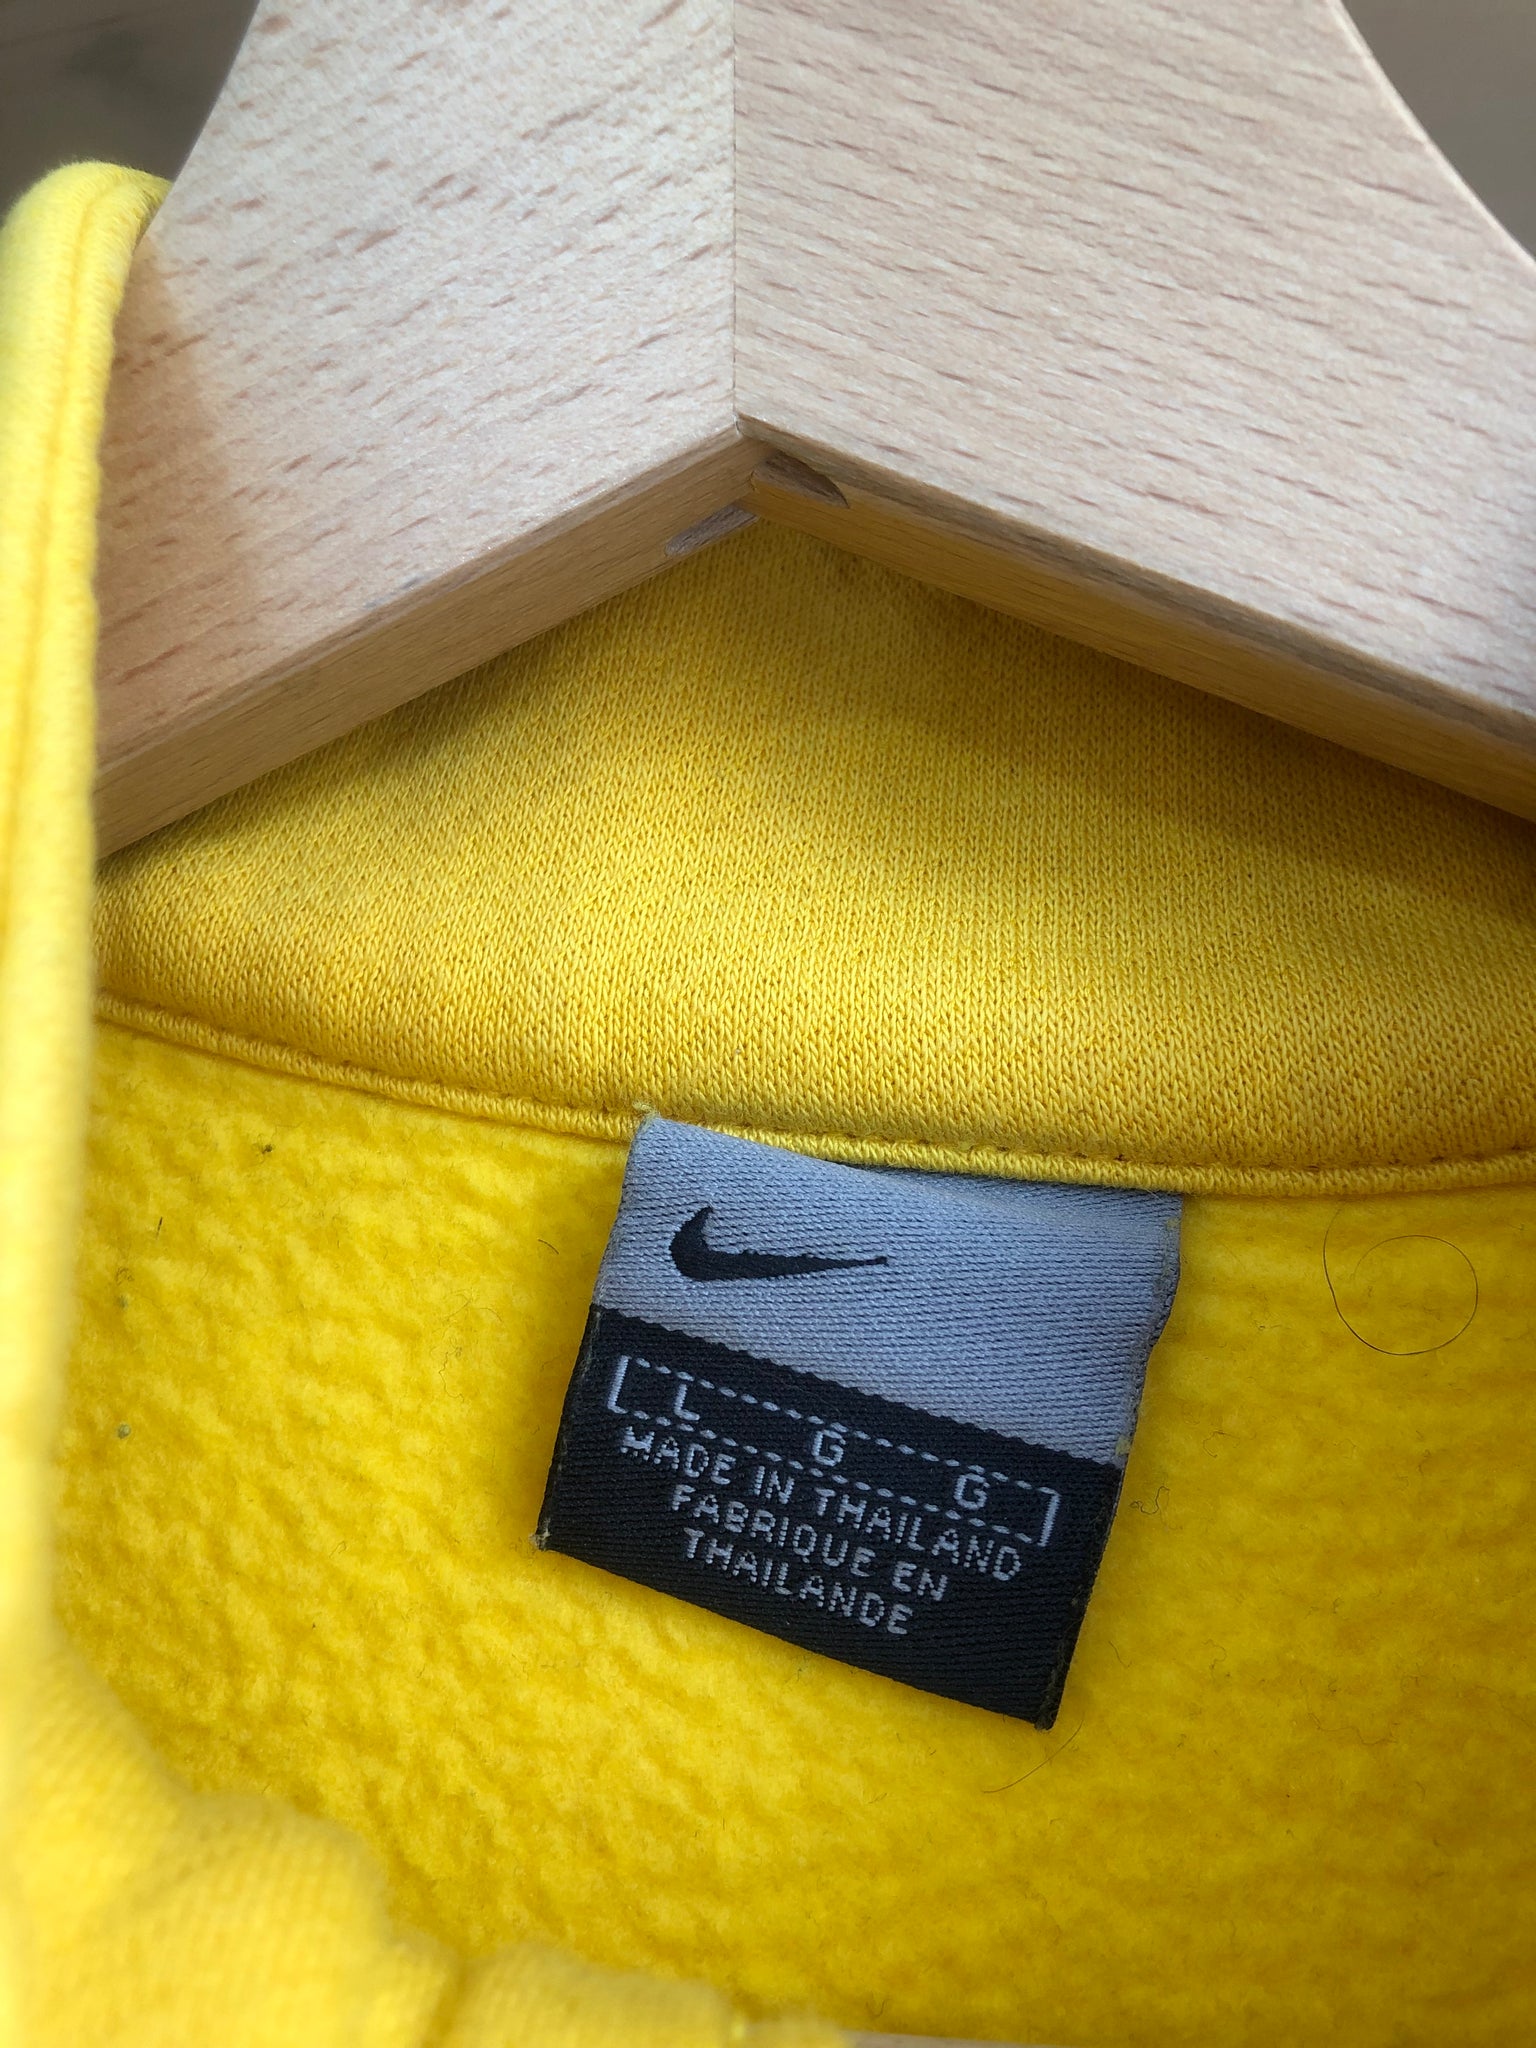 L G G
MADE IN THAILAND
FABRIQUE EN
THAILANDE